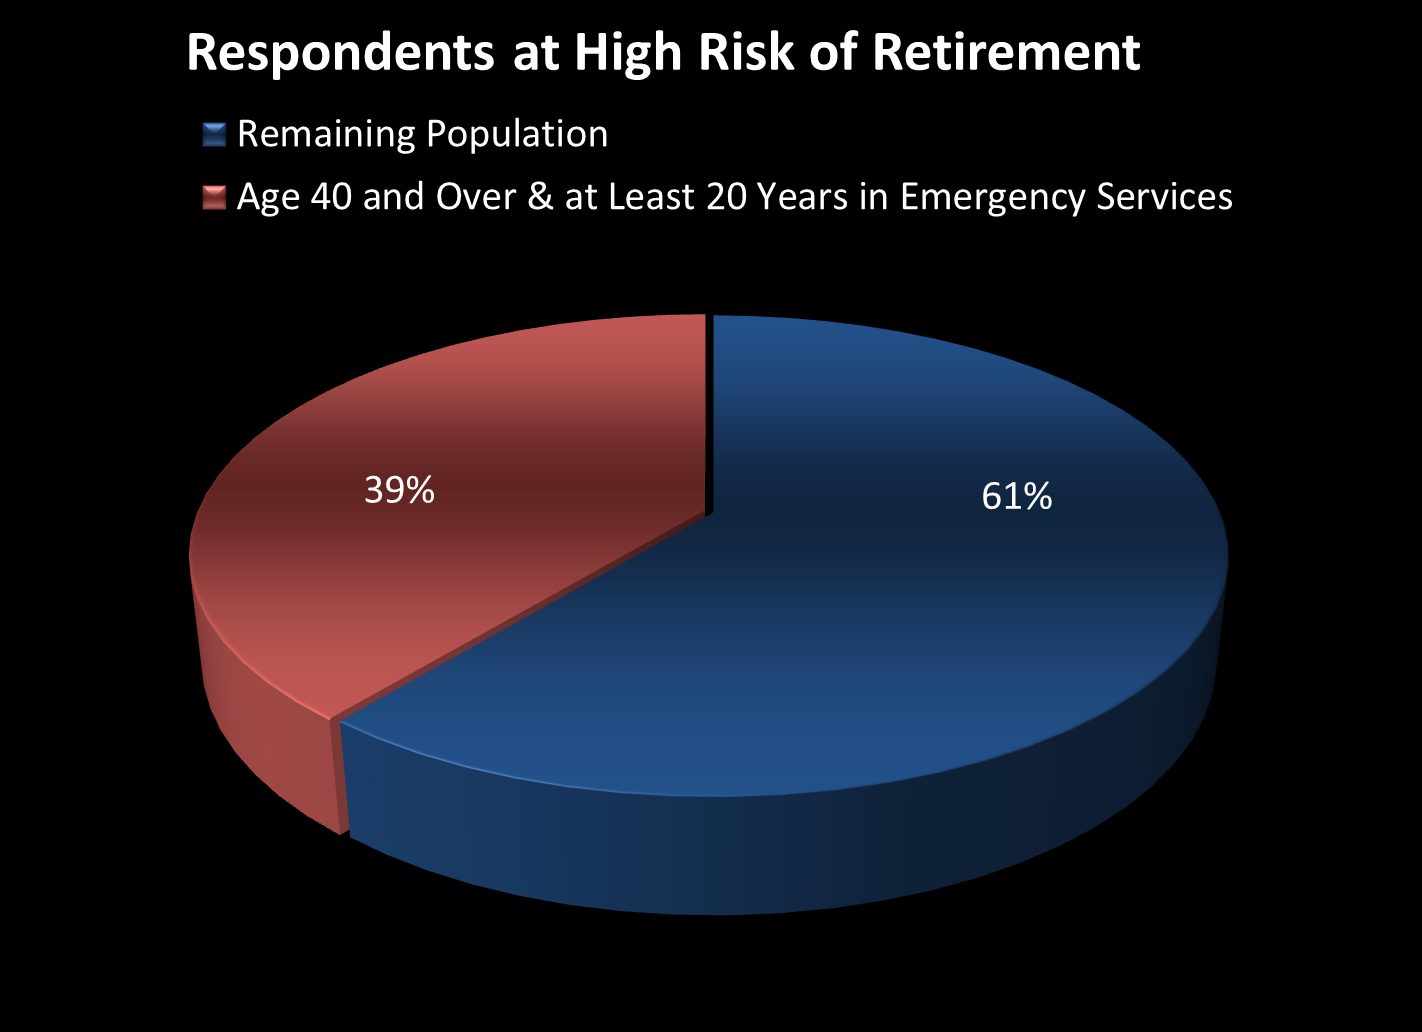 Respondents at High Risk of Retirement
Remaining Population
Age 40 and Over & at Least 20 Years in Emergency Services
39%
61%